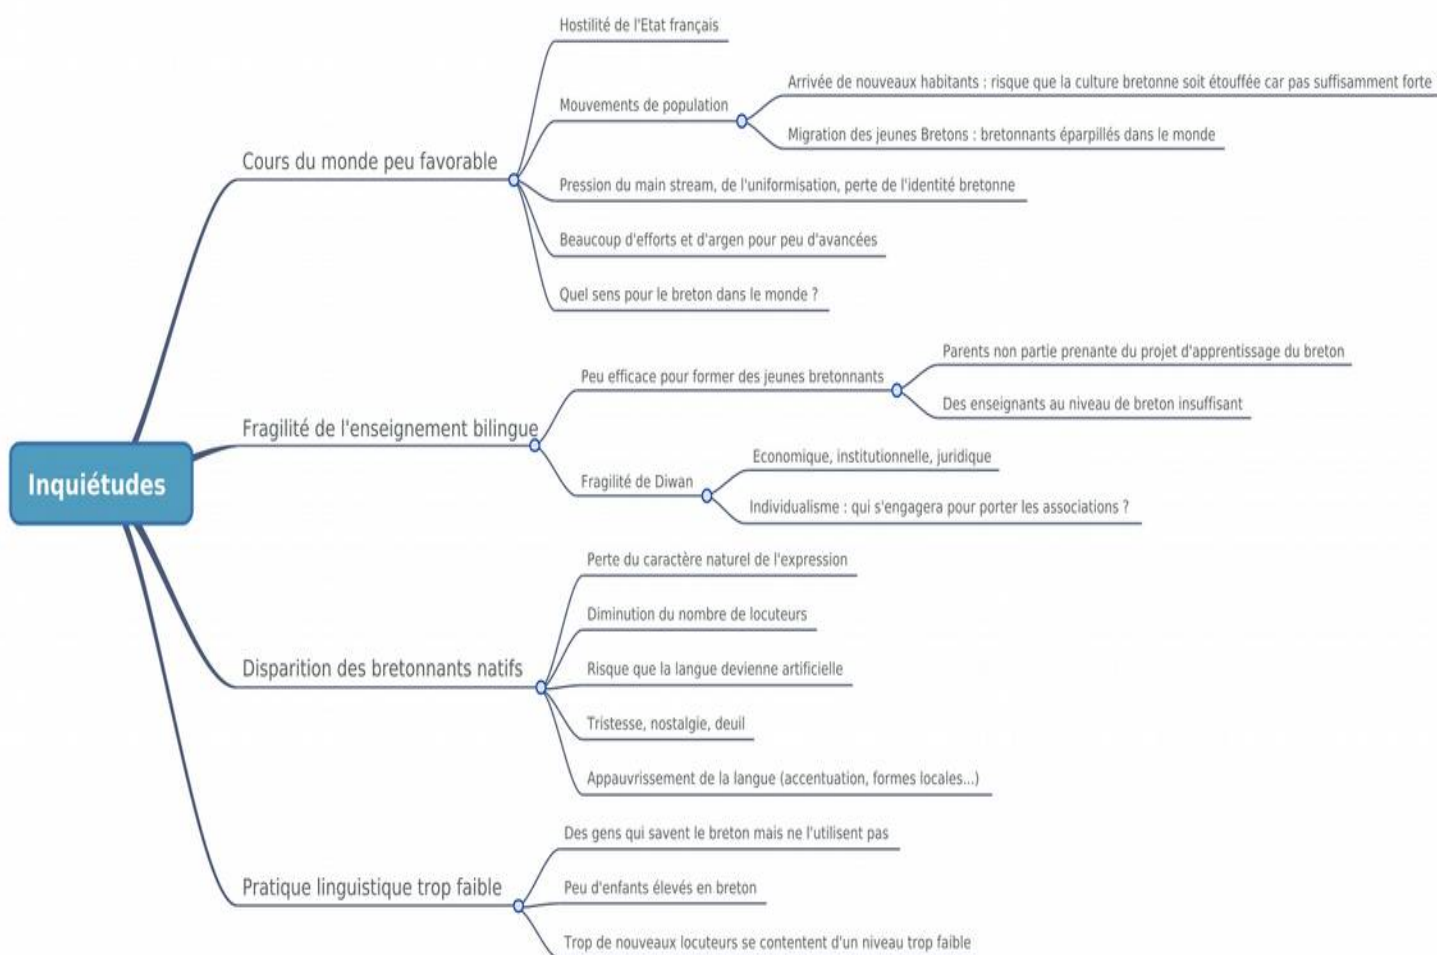 Inquiétudes
Cours du monde peu favorable
Hostilité de l'Etat français
Mouvements de population
Arrivée de nouveaux habitants : risque que la culture bretonne soit étouffée car pas suffisamment forte
Migration des jeunes Bretons : bretonnants éparpillés dans le monde
Pression du main stream, de l'uniformisation, perte de l'identité bretonne
Beaucoup d'efforts et d'argen pour peu d'avancées
Quel sens pour le breton dans le monde ?
Fragilité de l'enseignement bilingue
Peu efficace pour former des jeunes bretonnants
Parents non partie prenante du projet d'apprentissage du breton
Des enseignants au niveau de breton insuffisant
Fragilité de Diwan
Economique, institutionnelle, juridique
Individualisme : qui s'engagera pour porter les associations ?
Disparition des bretonnants natifs
Perte du caractère naturel de l'expression
Diminution du nombre de locuteurs
Risque que la langue devienne artificielle
Tristesse, nostalgie, deuil
Appauvrissement de la langue (accentuation, formes locales...)
Pratique linguistique trop faible
Des gens qui savent le breton mais ne l'utilisent pas
Peu d'enfants élevés en breton
Trop de nouveaux locuteurs se contentent d'un niveau trop faible